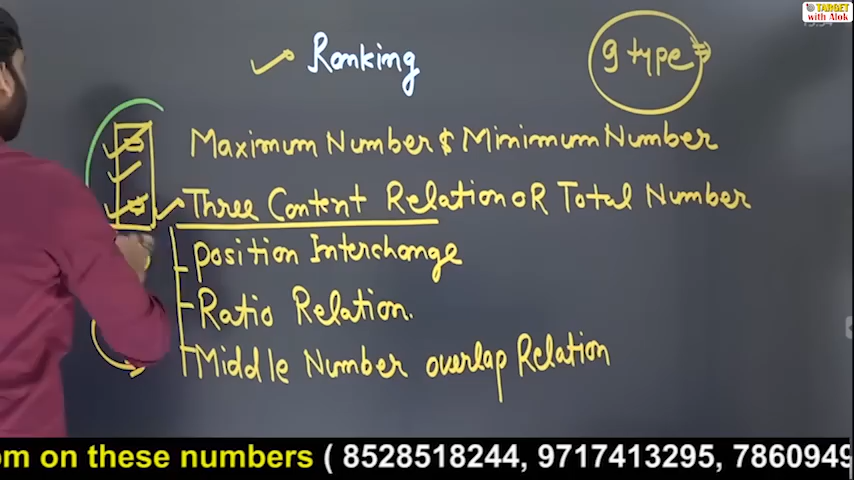 TARGET
with Alok
Ranking
9 type
Maximum Number & Minimum Number
Three Content Relation OR Total Number
Position Interchange
Ratio Relation.
Middle Number overlap Relation
om on these numbers ( 8528518244, 9717413295, 7860949